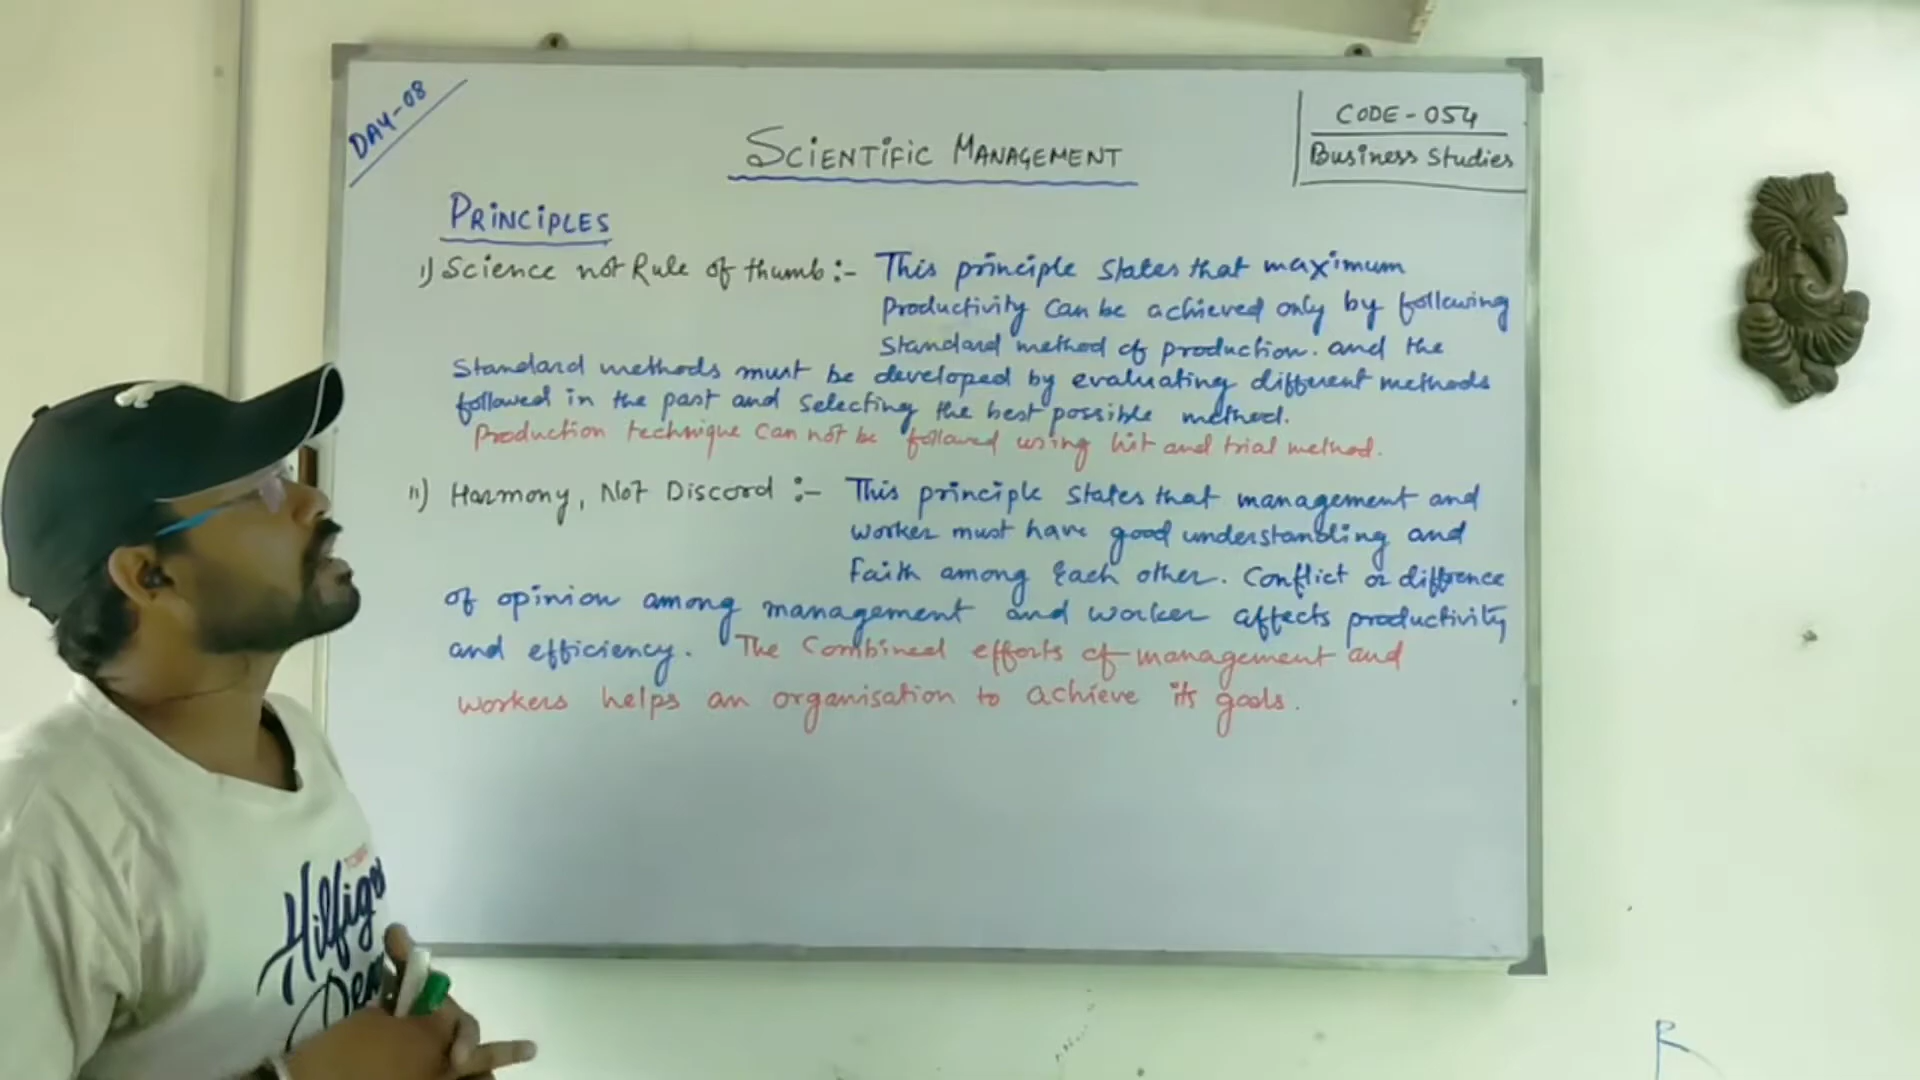 DAY-08
SCIENTIFIC MANAGEMENT
CODE-054
Business Studies
PRINCIPLES
i) Science not Rule of thumb :- This principle states that maximum
Productivity can be achieved only by following
Standard method of production. and the
Standard methods must be developed by evaluating different methods
followed in the past and selecting the best possible method.
Production technique can not be followed using hit and trial method.
ii) Harmony, Not Discord :- This principle states that management and
worker must have good understanding and
Faith among Each other. Conflict or diffrence
of opinion among management and worker affects productivity
and efficiency. The Combined efforts of management and
workers helps an organisation to achieve its goals.
Hilfiger
R